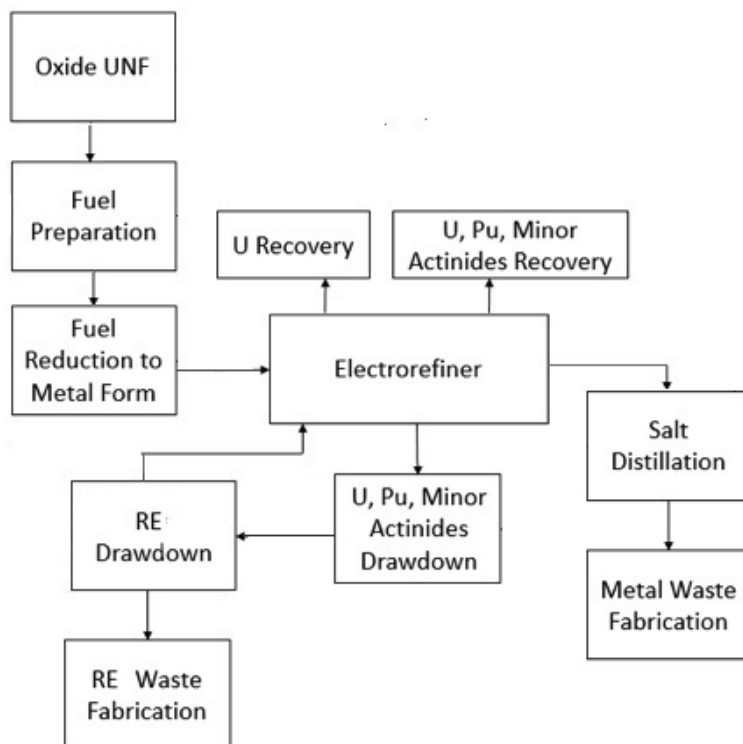 Oxide UNF
Fuel
Preparation
U Recovery
U, Pu, Minor
Actinides Recovery
Fuel
Reduction to
Metal Form
Electrorefiner
Salt
Distillation
RE
Drawdown
U, Pu, Minor
Actinides
Drawdown
Metal Waste
Fabrication
RE Waste
Fabrication